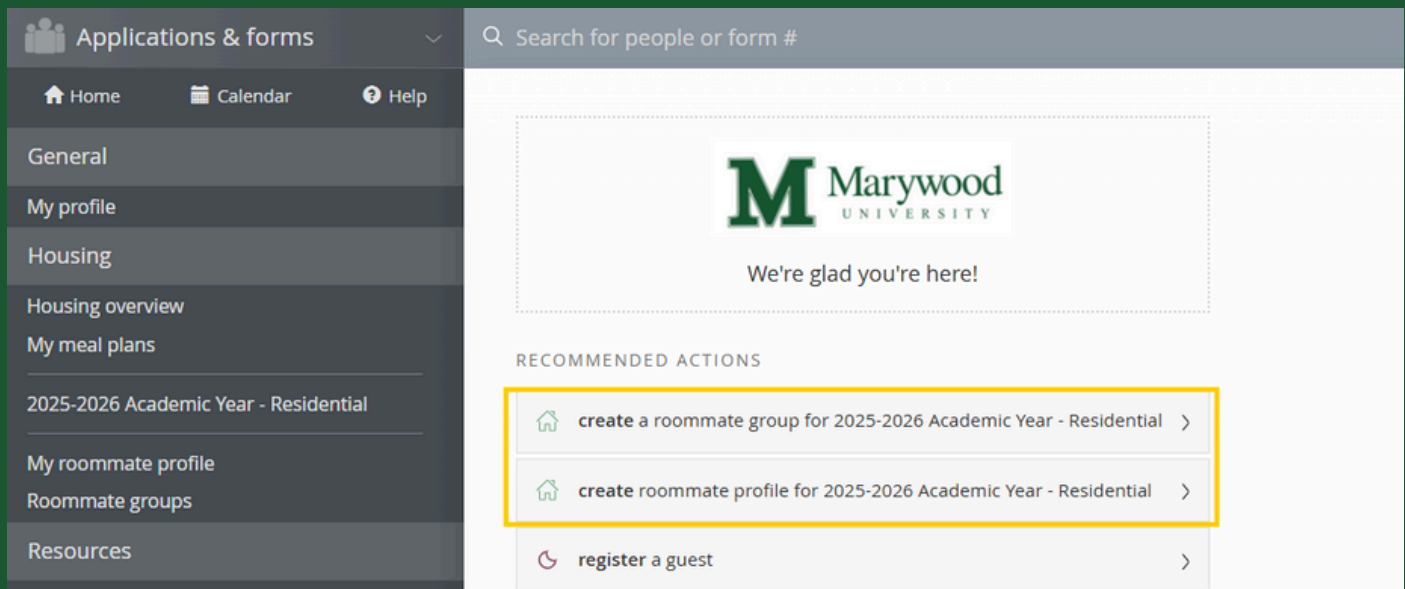 Applications & forms
Search for people or form #
Home
Calendar
Help
General
My profile
Housing
Housing overview
My meal plans
2025-2026 Academic Year - Residential
My roommate profile
Roommate groups
Resources
M Marywood
UNIVERSITY
We're glad you're here!
RECOMMENDED ACTIONS
create a roommate group for 2025-2026 Academic Year - Residential
create roommate profile for 2025-2026 Academic Year - Residential
register a guest